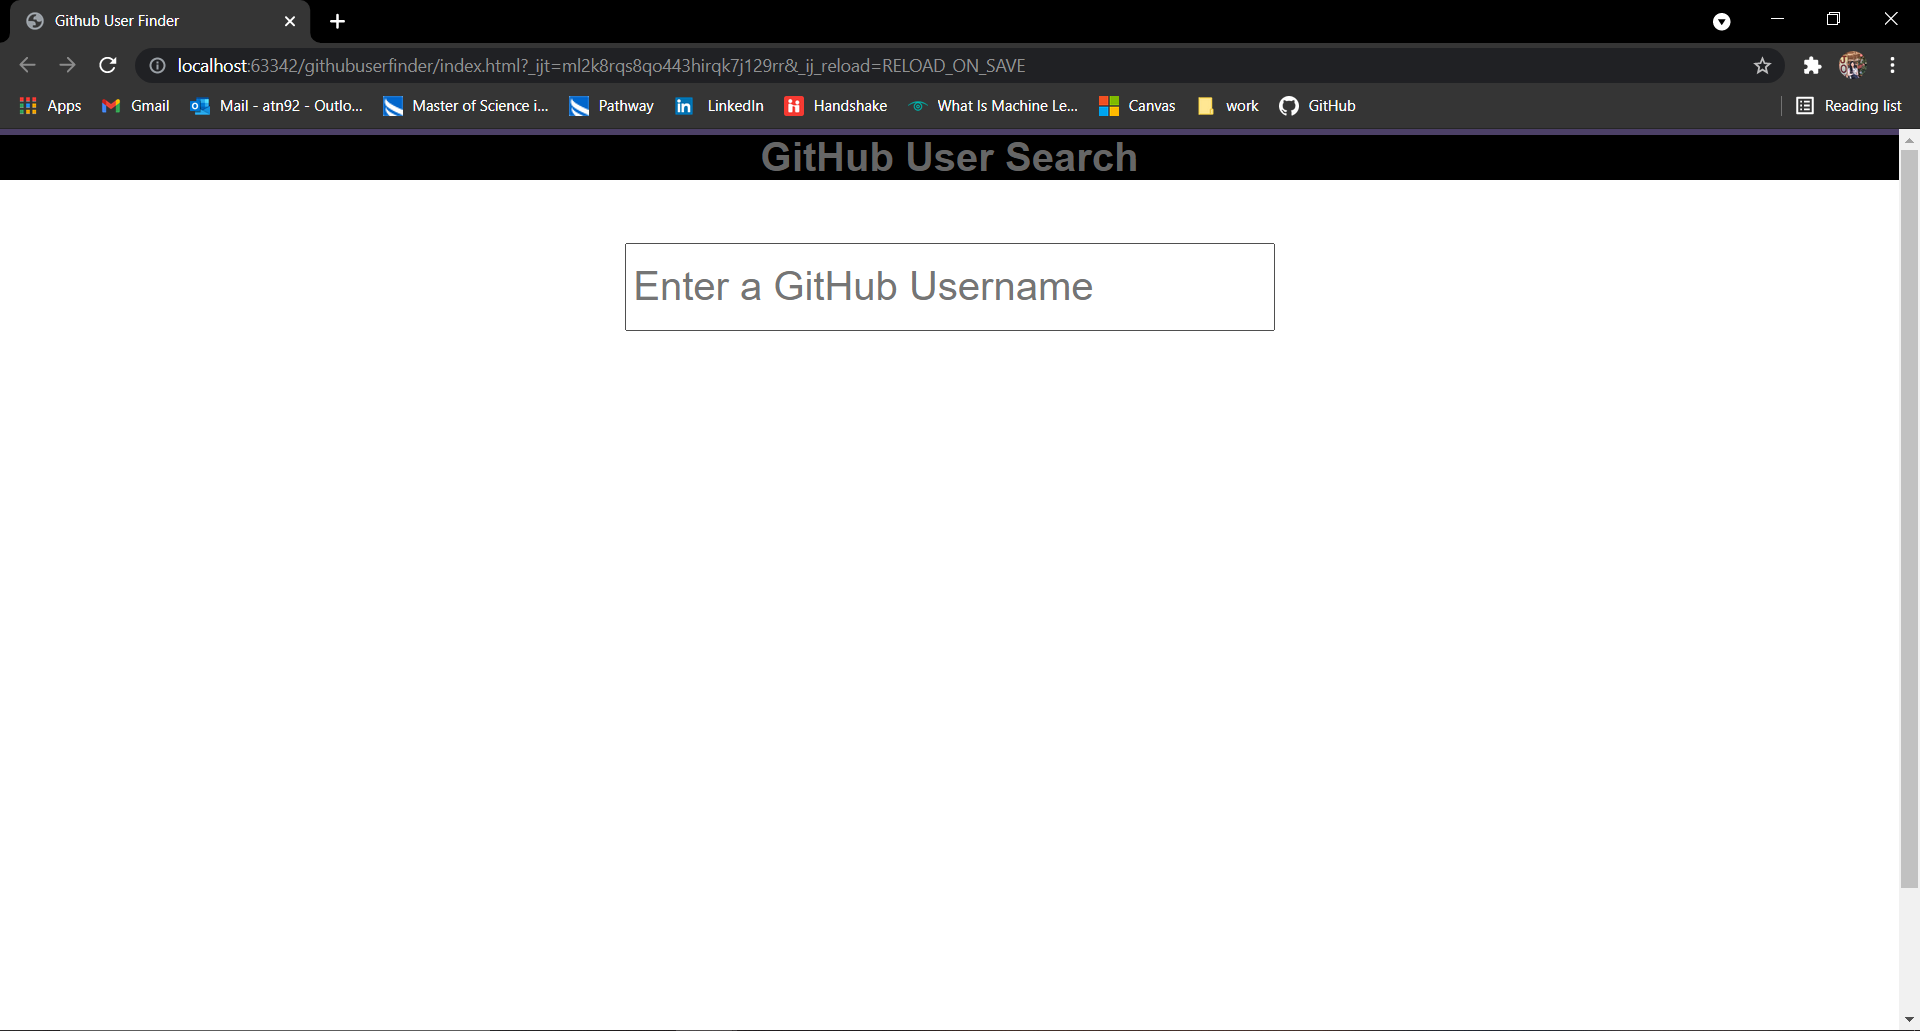 Github User Finder
localhost:63342/githubuserfinder/index.html?_ijt=ml2k8rqs8qo443hirqk7j129rr&_ij_reload=RELOAD_ON_SAVE
Apps Gmail Mail - atn92 - Outlo... Master of Science i... Pathway LinkedIn Handshake What Is Machine Le... Canvas work GitHub Reading list
GitHub User Search
Enter a GitHub Username